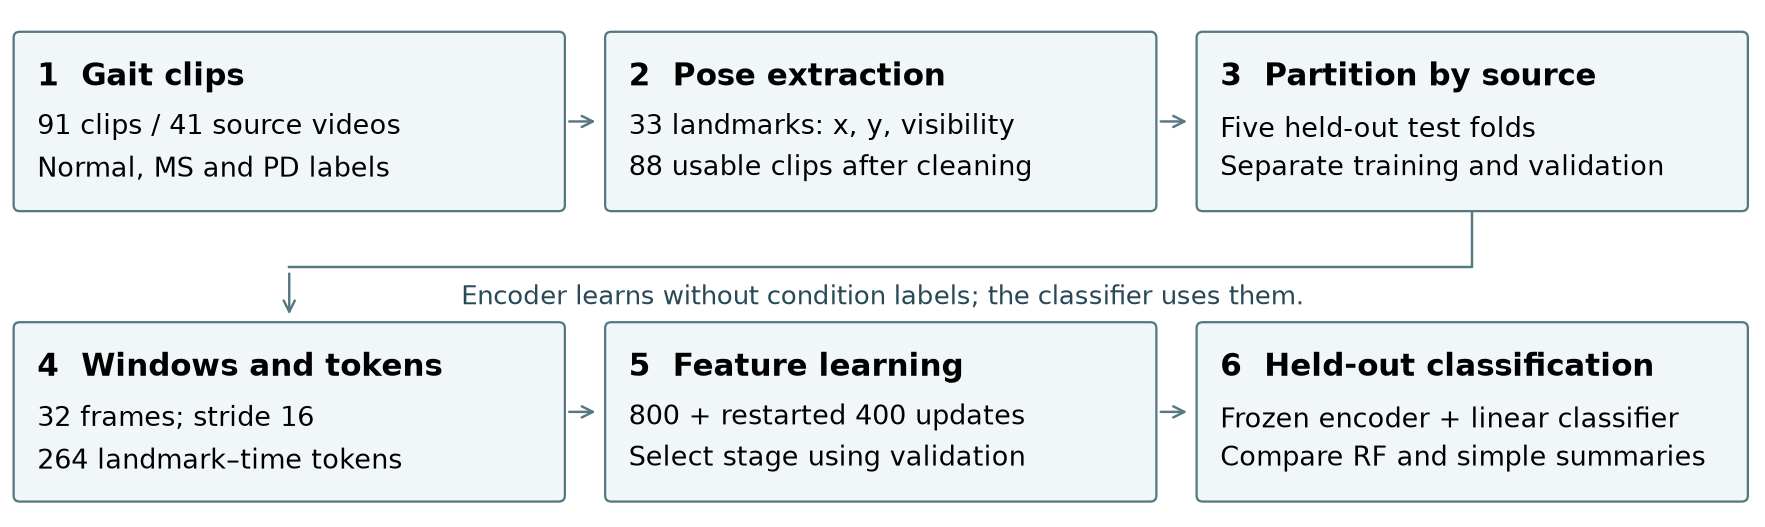 1 Gait clips
91 clips / 41 source videos
Normal, MS and PD labels
2 Pose extraction
33 landmarks: x, y, visibility
88 usable clips after cleaning
3 Partition by source
Five held-out test folds
Separate training and validation
Encoder learns without condition labels; the classifier uses them.
4 Windows and tokens
32 frames; stride 16
264 landmark–time tokens
5 Feature learning
800 + restarted 400 updates
Select stage using validation
6 Held-out classification
Frozen encoder + linear classifier
Compare RF and simple summaries